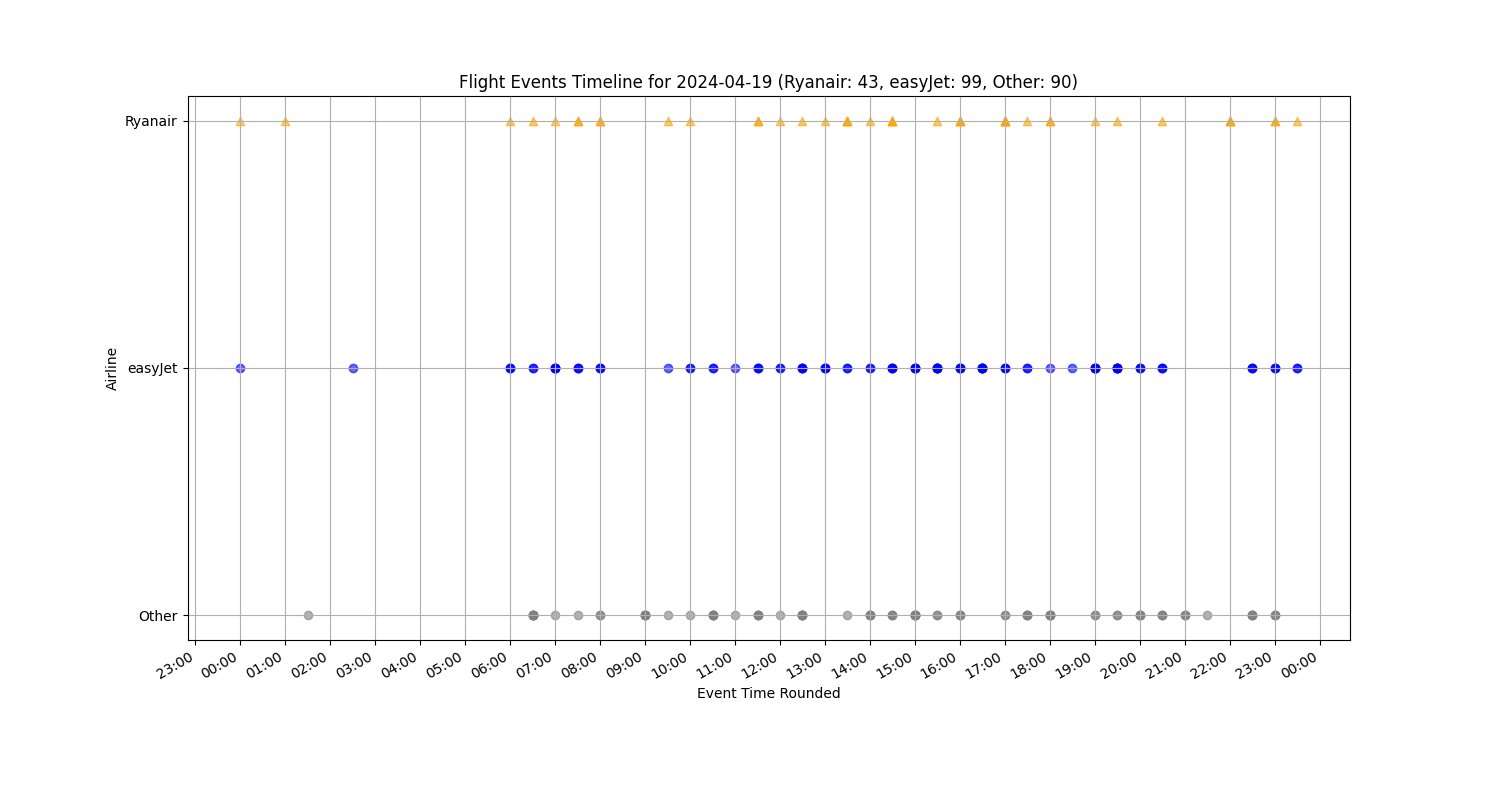 Flight Events Timeline for 2024-04-19 (Ryanair: 43, easyJet: 99, Other: 90)
Ryanair
easyJet
Other
Airline
23:00 00:00 01:00 02:00 03:00 04:00 05:00 06:00 07:00 08:00 09:00 10:00 11:00 12:00 13:00 14:00 15:00 16:00 17:00 18:00 19:00 20:00 21:00 22:00 23:00 00:00
Event Time Rounded